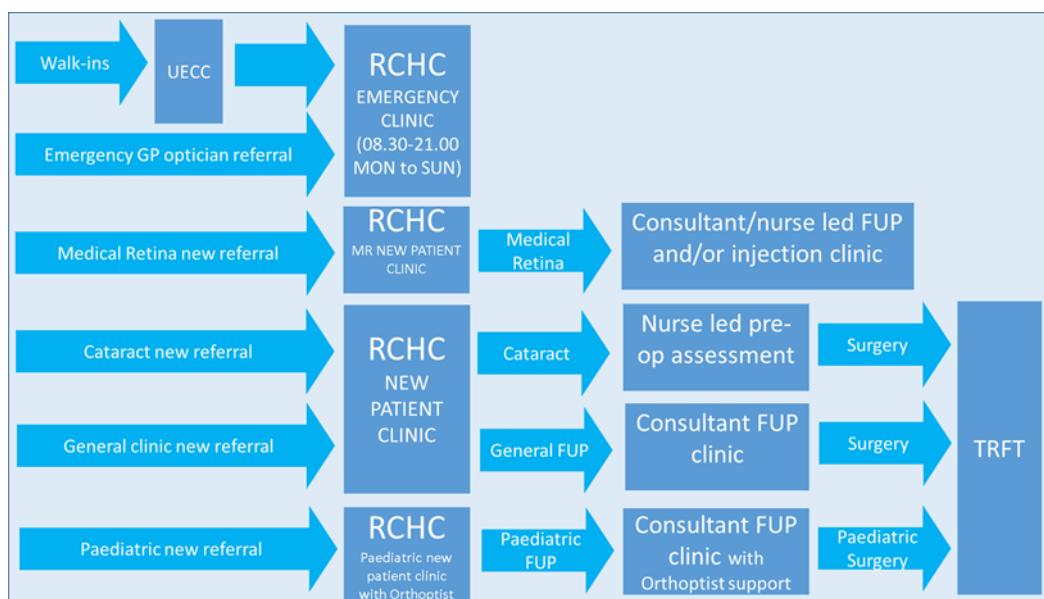 Walk-ins
UECC
RCHC
EMERGENCY
CLINIC
(08.30-21.00
MON to SUN)
Emergency GP optician referral
Medical Retina new referral
RCHC
MR NEW PATIENT
CLINIC
Medical
Retina
Consultant/nurse led FUP
and/or injection clinic
Cataract new referral
RCHC
NEW
PATIENT
CLINIC
Cataract
Nurse led pre-
op assessment
Surgery
General clinic new referral
General FUP
Consultant FUP
clinic
Surgery
TRFT
Paediatric new referral
RCHC
Paediatric new
patient clinic
with Orthoptist
Paediatric
FUP
Consultant FUP
clinic with
Orthoptist support
Paediatric
Surgery